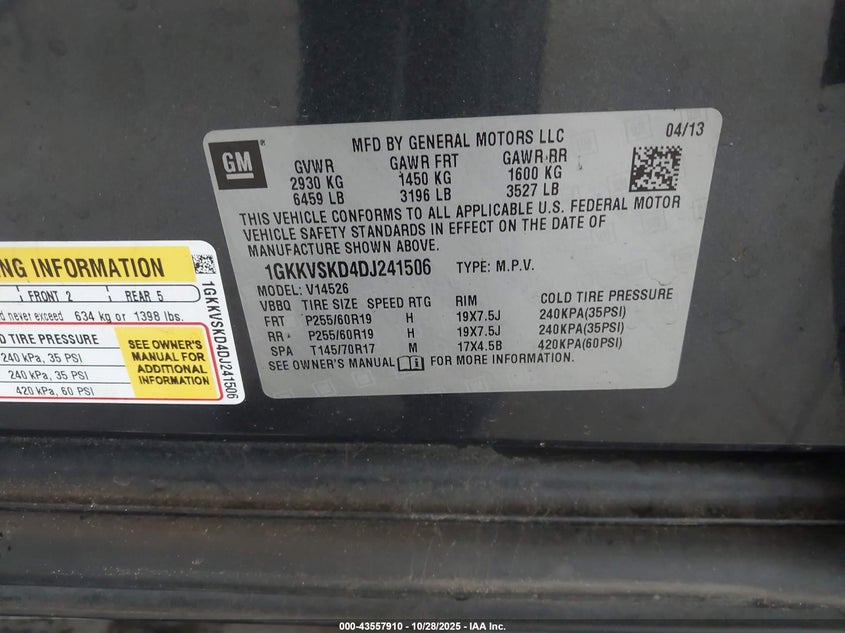 MFD BY GENERAL MOTORS LLC 04/13
GM
GVWR GAWR FRT GAWR RR
2930 KG 1450 KG 1600 KG
6459 LB 3196 LB 3527 LB
THIS VEHICLE CONFORMS TO ALL APPLICABLE U.S. FEDERAL MOTOR
VEHICLE SAFETY STANDARDS IN EFFECT ON THE DATE OF
MANUFACTURE SHOWN ABOVE.
1GKKVSKD4DJ241506 TYPE: M.P.V.
MODEL: V14526
VBBQ TIRE SIZE SPEED RTG RIM COLD TIRE PRESSURE
FRT P255/60R19 H 19X7.5J 240KPA(35PSI)
RR P255/60R19 H 19X7.5J 240KPA(35PSI)
SPA T145/70R17 M 17X4.5B 420KPA(60PSI)
SEE OWNER'S MANUAL FOR MORE INFORMATION.
NG INFORMATION
FRONT 2 REAR 5
never exceed 634 kg or 1398 lbs.
TIRE PRESSURE
240 kPa, 35 PSI
240 kPa, 35 PSI
420 kPa, 60 PSI
SEE OWNER'S
MANUAL FOR
ADDITIONAL
INFORMATION
1GKKVSKD4DJ241506
000-43557910 | 10/28/2025 | IAA Inc.